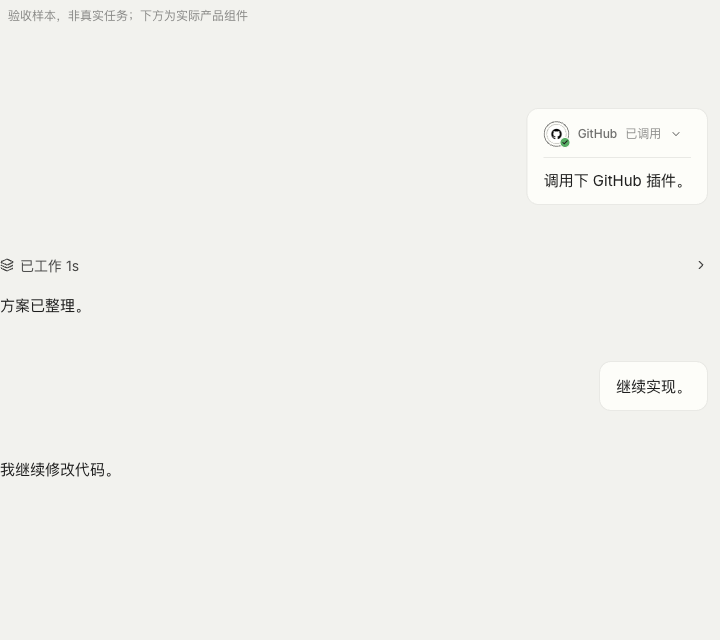 验收样本，非真实任务；下方为实际产品组件
GitHub 已调用
调用下 GitHub 插件。
已工作 1s
方案已整理。
继续实现。
我继续修改代码。